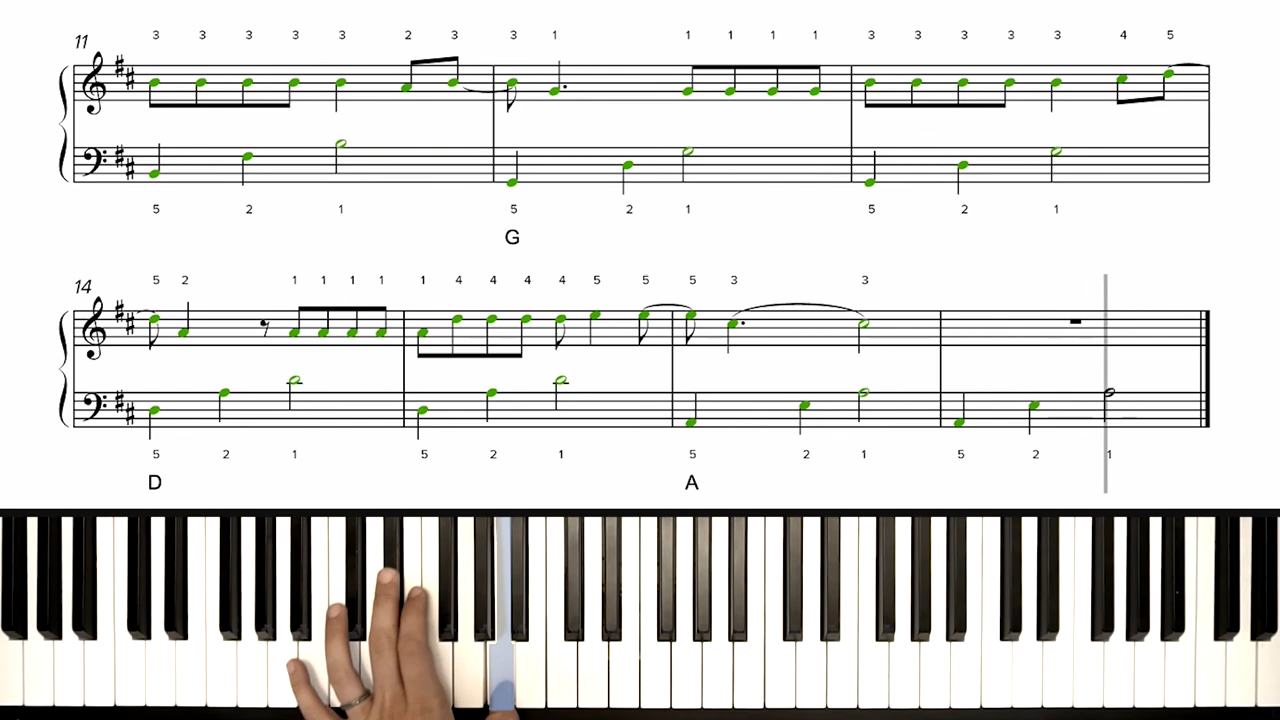 11
3 3 3 3 3 2 3 3 1 1 1 1 1 3 3 3 3 3 4 5
5 2 1 5 2 1 5 2 1
G
14
5 2 1 1 1 1 1 4 4 4 4 5 5 5 3 3
5 2 1 5 2 1 5 2 1 5 2 1
D A